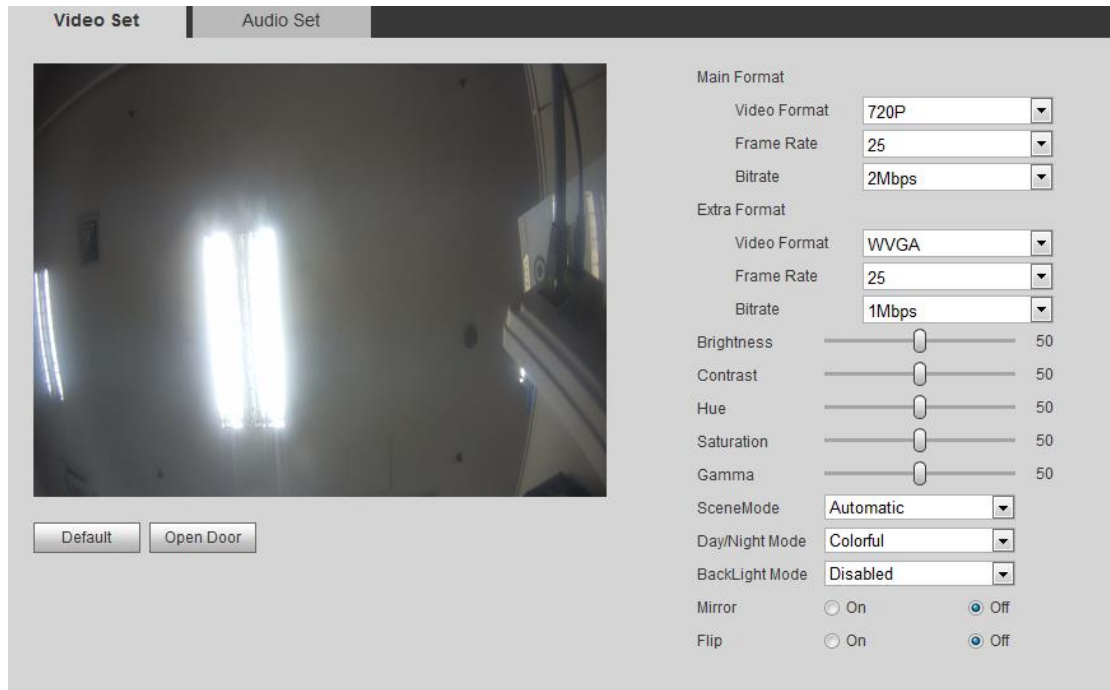 Video Set
Audio Set
Main Format
Video Format 720P
Frame Rate 25
Bitrate 2Mbps
Extra Format
Video Format WVGA
Frame Rate 25
Bitrate 1Mbps
Brightness 50
Contrast 50
Hue 50
Saturation 50
Gamma 50
SceneMode Automatic
Day/Night Mode Colorful
BackLight Mode Disabled
Mirror On Off
Flip On Off
Default
Open Door